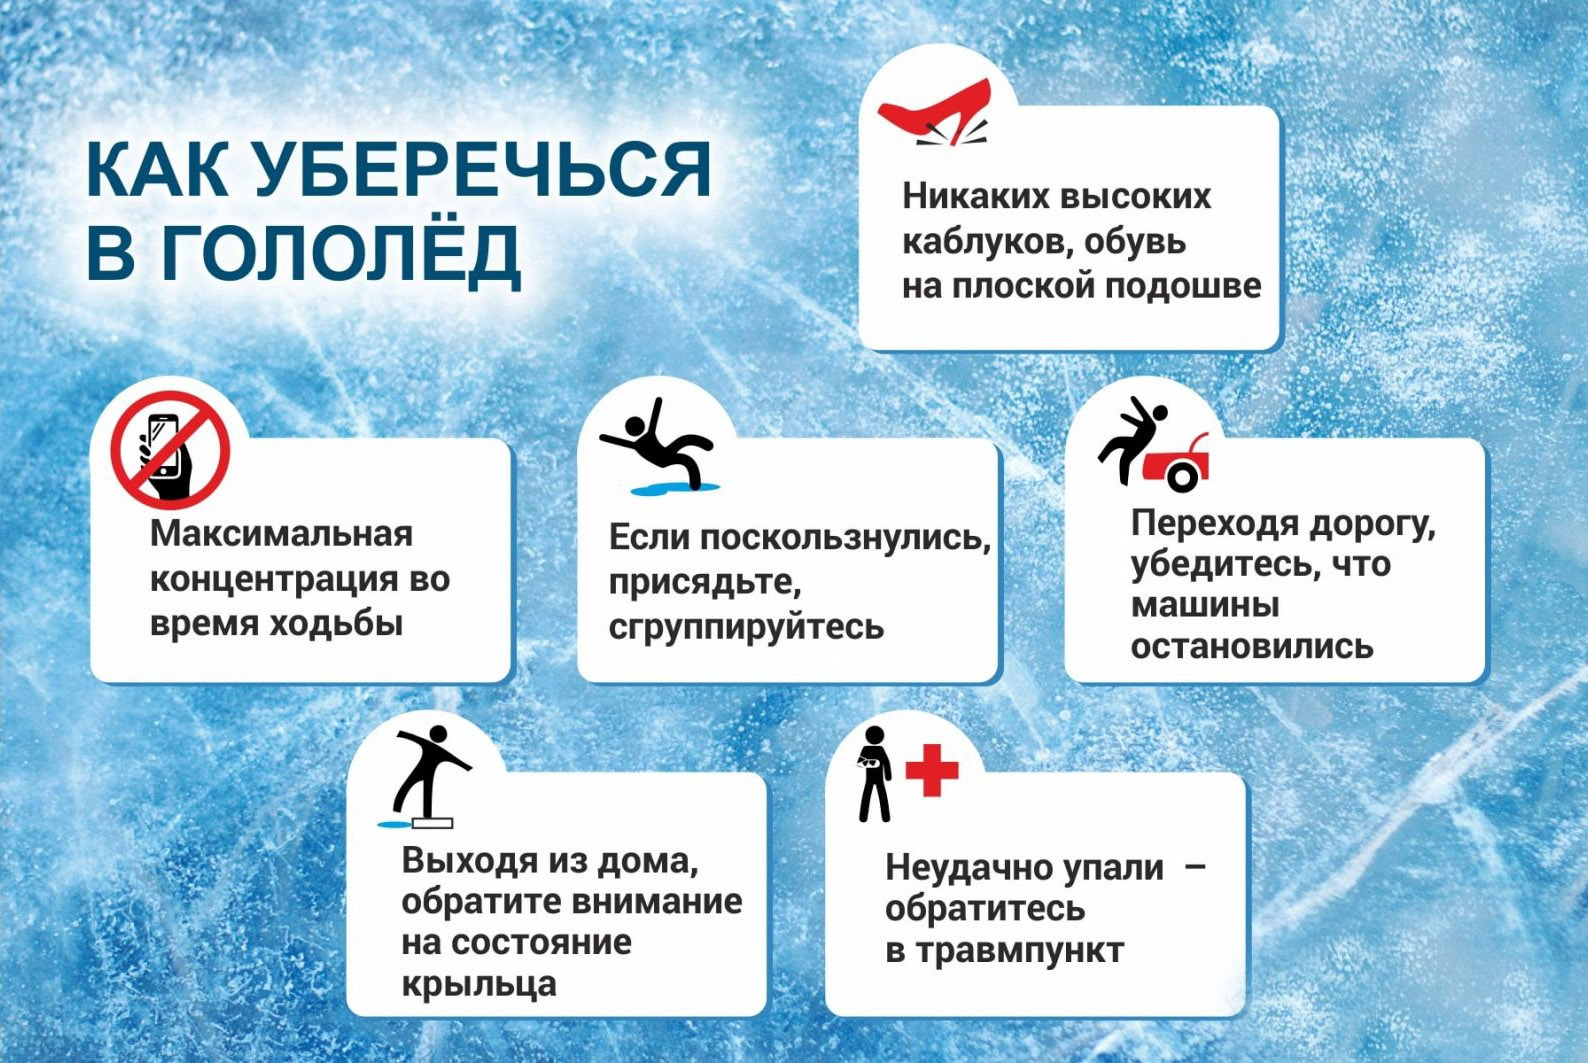 КАК УБЕРЕЧЬСЯ
В ГОЛОЛЁД
Никаких высоких
каблуков, обувь
на плоской подошве
Максимальная
концентрация во
время ходьбы
Если поскользнулись,
присядьте,
сгруппируйтесь
Переходя дорогу,
убедитесь, что
машины
остановились
Выходя из дома,
обратите внимание
на состояние
крыльца
Неудачно упали –
обратитесь
в травмпункт